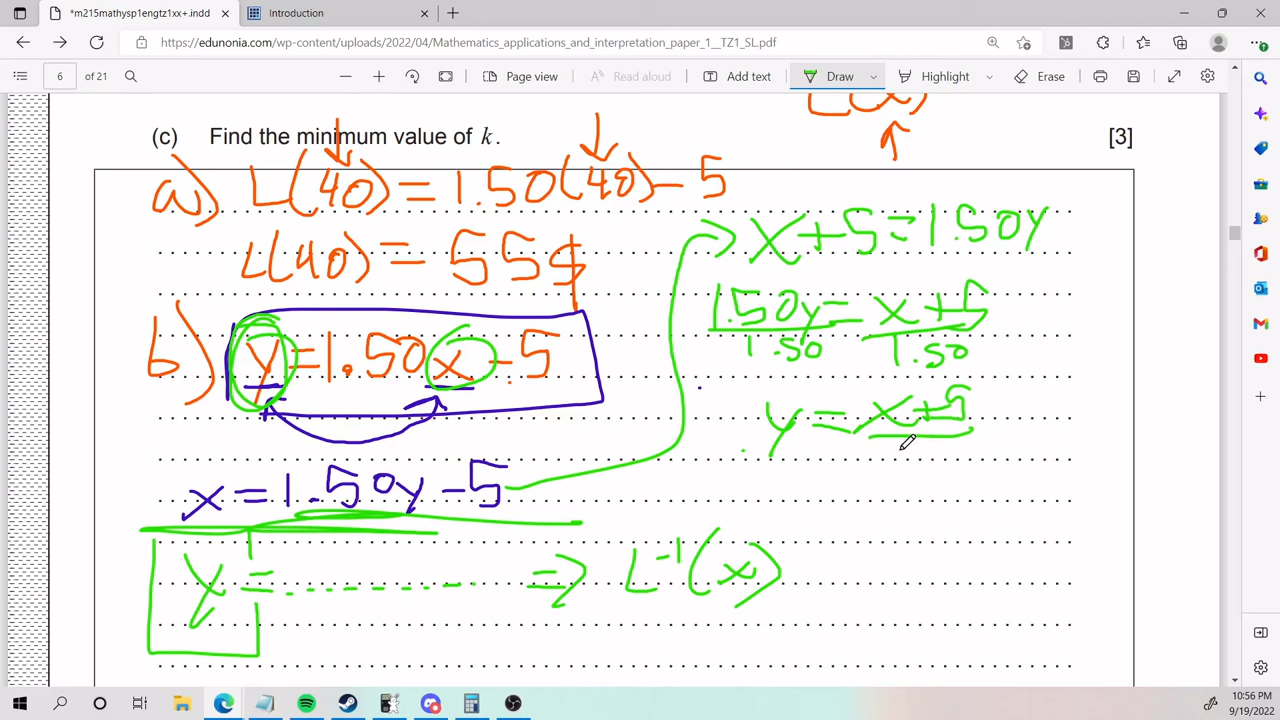 *m215mathysp1engtz1xx+.indd
Introduction
https://edunonia.com/wp-content/uploads/2022/04/Mathematics_applications_and_interpretation_paper_1__TZ1_SL.pdf
6 of 21
Page view
Read aloud
Add text
Draw
Highlight
Erase
L(x)
(c) Find the minimum value of k. [3]
a) L(40) = 1.50(40) - 5
L(40) = 55$
b) y = 1.50x - 5
x = 1.50y - 5
y = ......... => L⁻¹(x)
x + 5 = 1.50y
1.50y = x + 5
1.50 1.50
y = x + 5
10:56 PM
9/19/2022